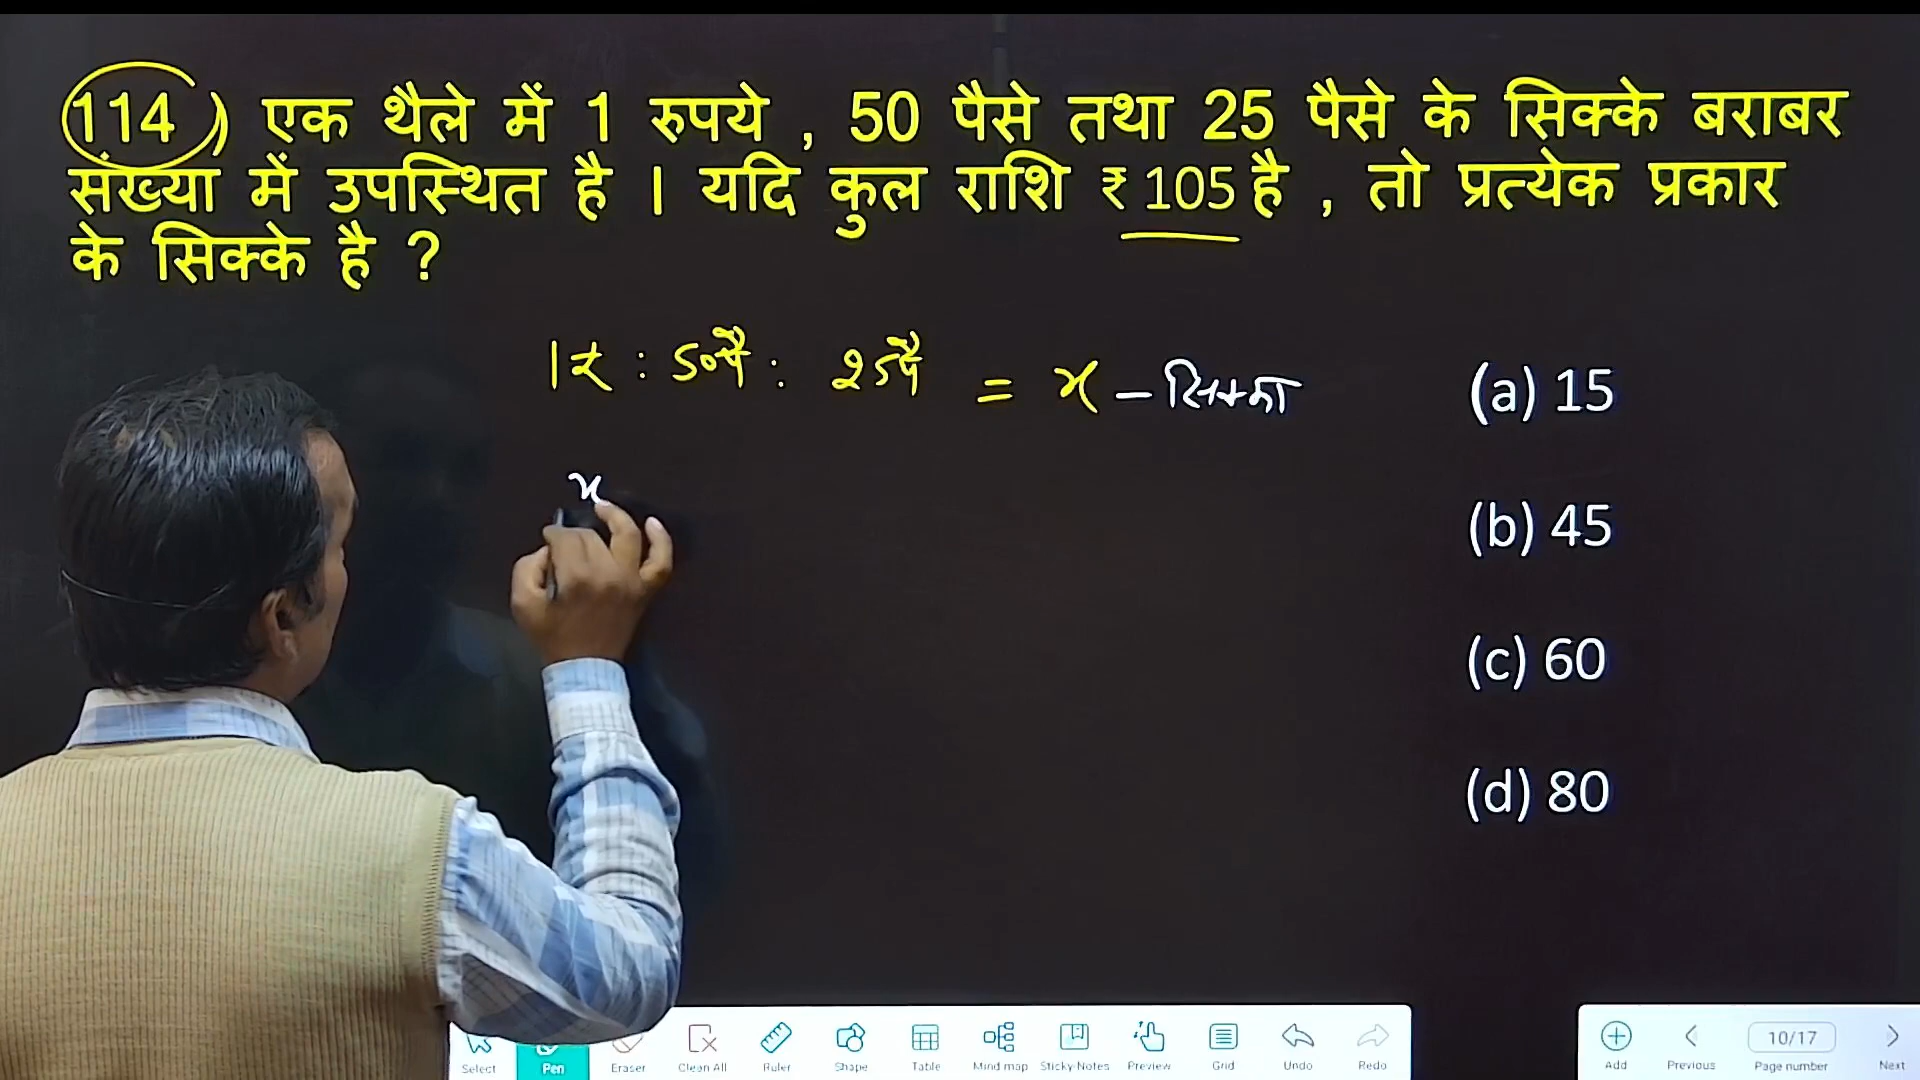 114) एक थैले में 1 रुपये , 50 पैसे तथा 25 पैसे के सिक्के बराबर
संख्या में उपस्थित है । यदि कुल राशि ₹ 105 है , तो प्रत्येक प्रकार
के सिक्के है ?
1₹ : 50पै : 25पै = x – सिक्का
x
(a) 15
(b) 45
(c) 60
(d) 80
Select Pen Eraser Clean All Ruler Shape Table Mind map Sticky Notes Preview Grid Undo Redo
10/17
Add Previous Page number Next